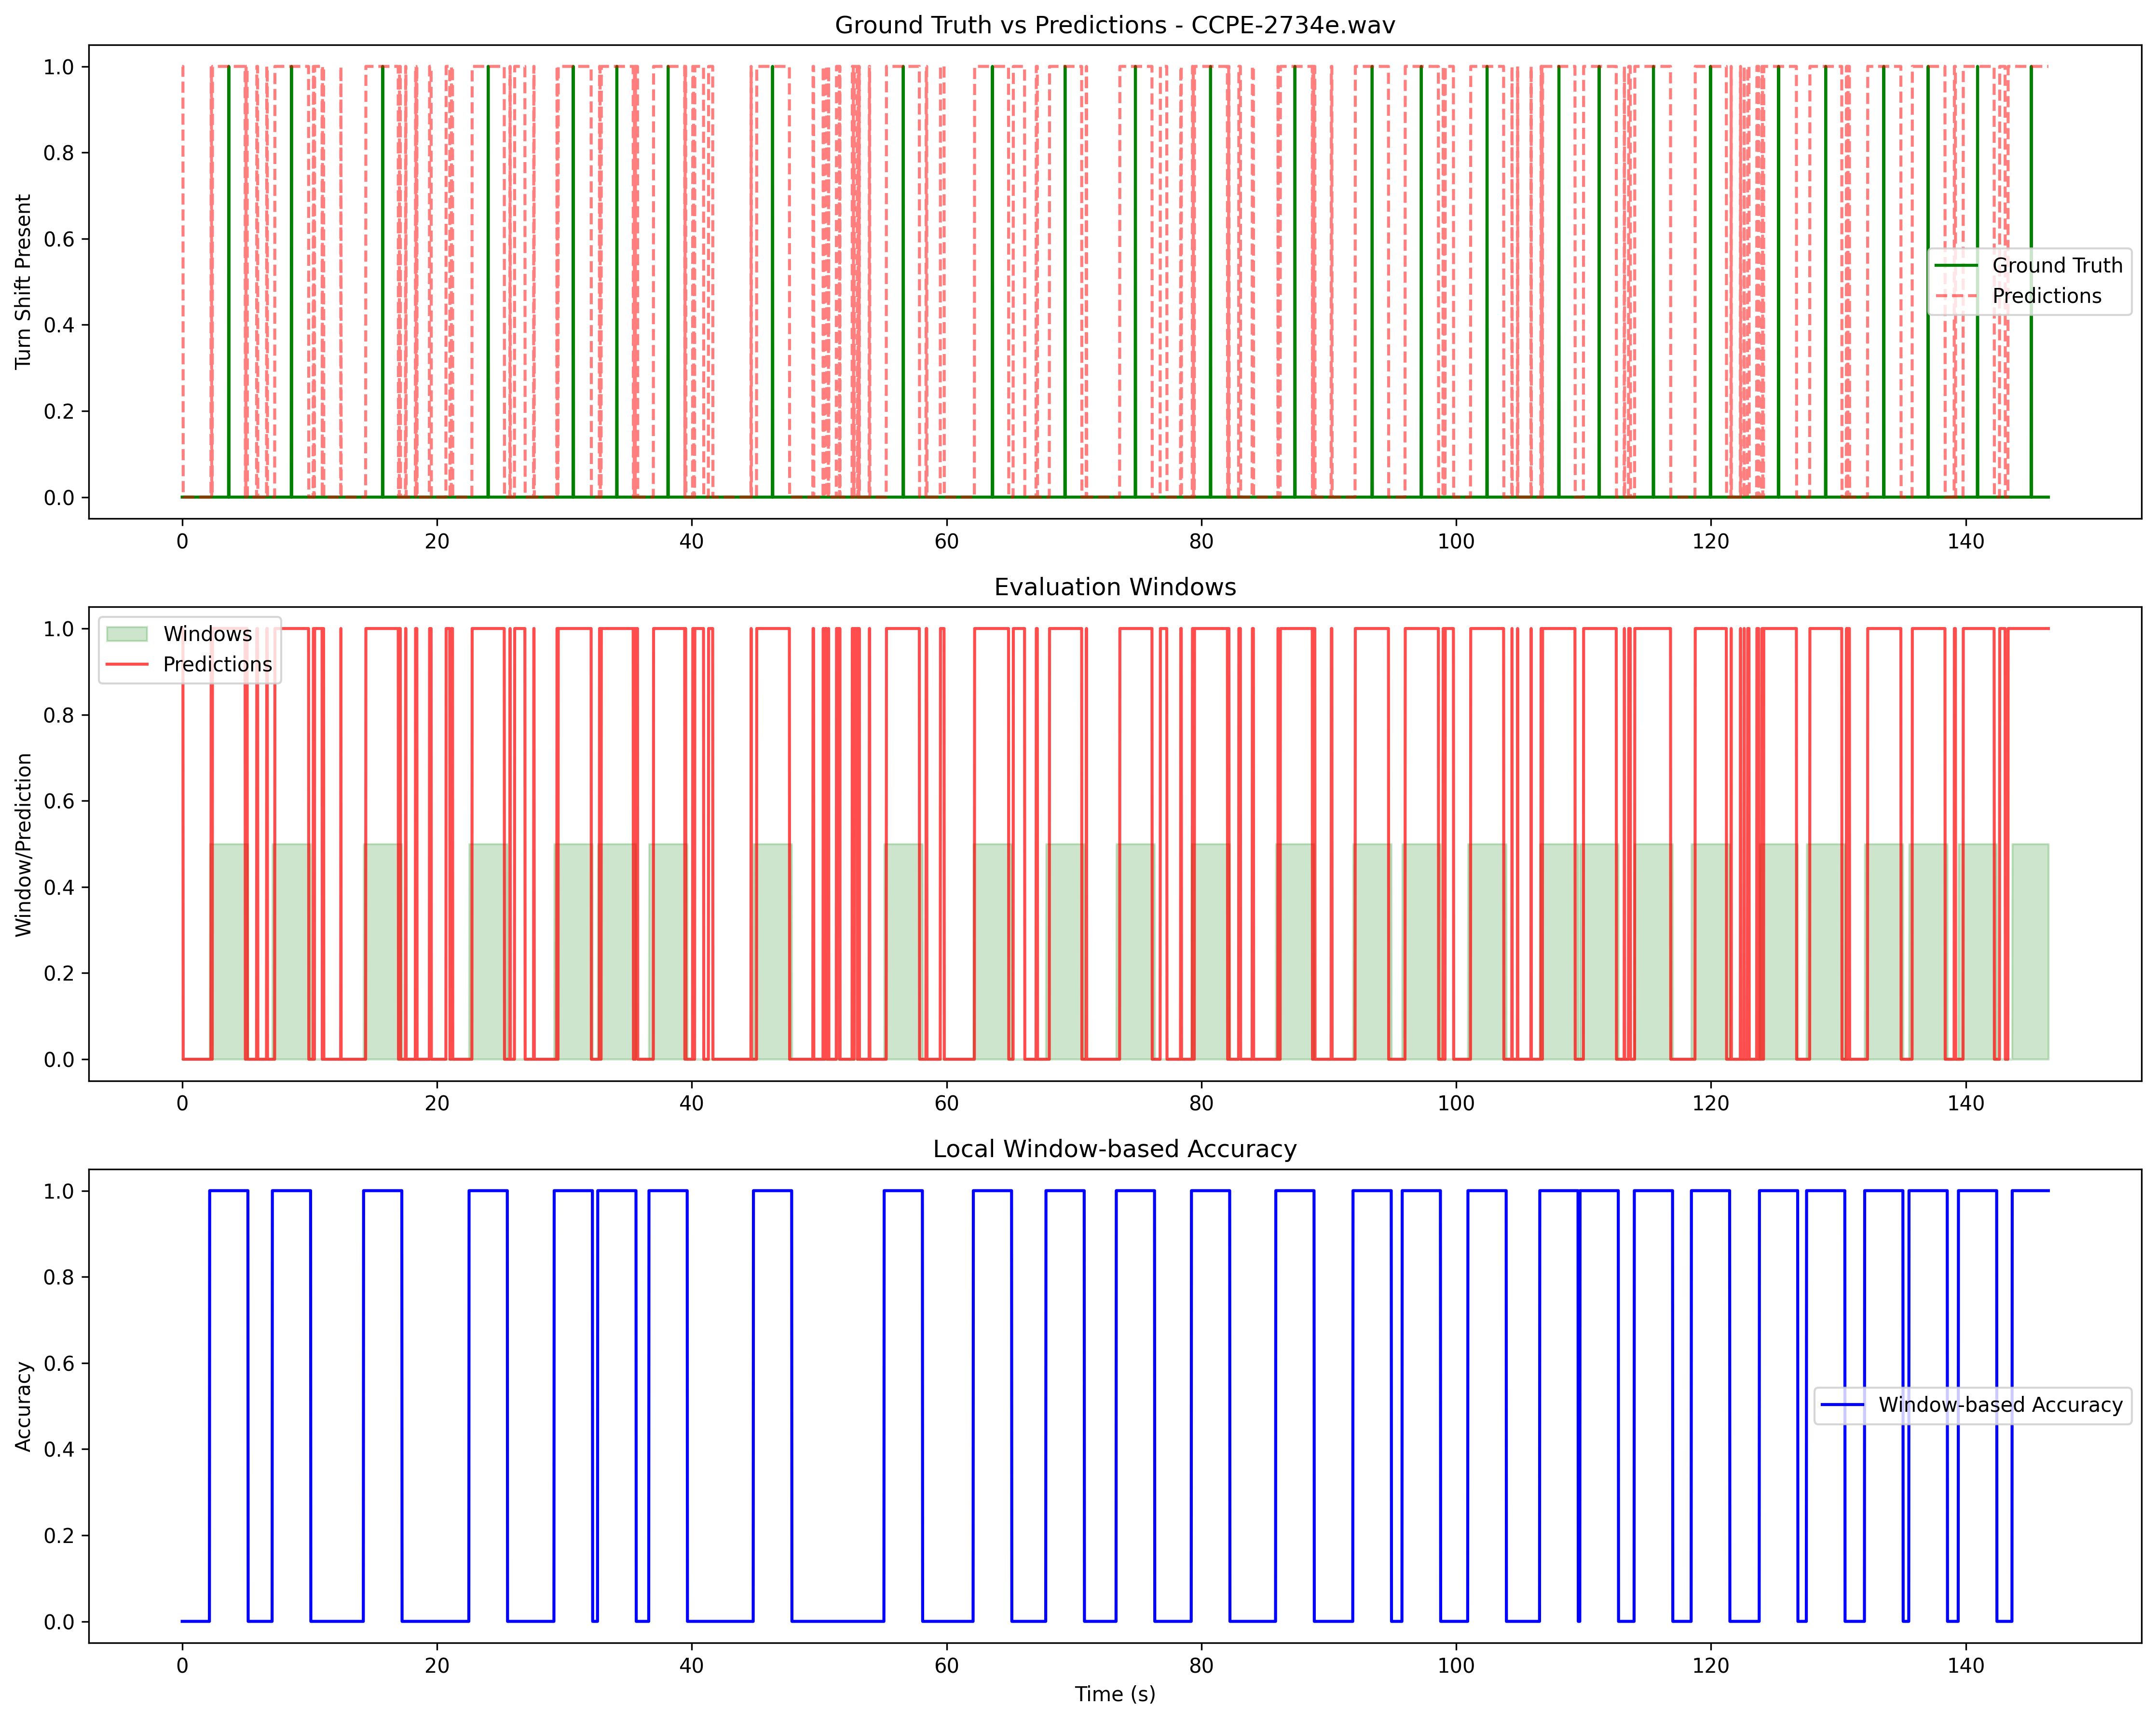 Ground Truth vs Predictions - CCPE-2734e.wav
Turn Shift Present
1.0
0.8
0.6
0.4
0.2
0.0
Ground Truth
Predictions
0 20 40 60 80 100 120 140
Evaluation Windows
Window/Prediction
1.0
0.8
0.6
0.4
0.2
0.0
Windows
Predictions
0 20 40 60 80 100 120 140
Local Window-based Accuracy
Accuracy
1.0
0.8
0.6
0.4
0.2
0.0
Window-based Accuracy
0 20 40 60 80 100 120 140
Time (s)